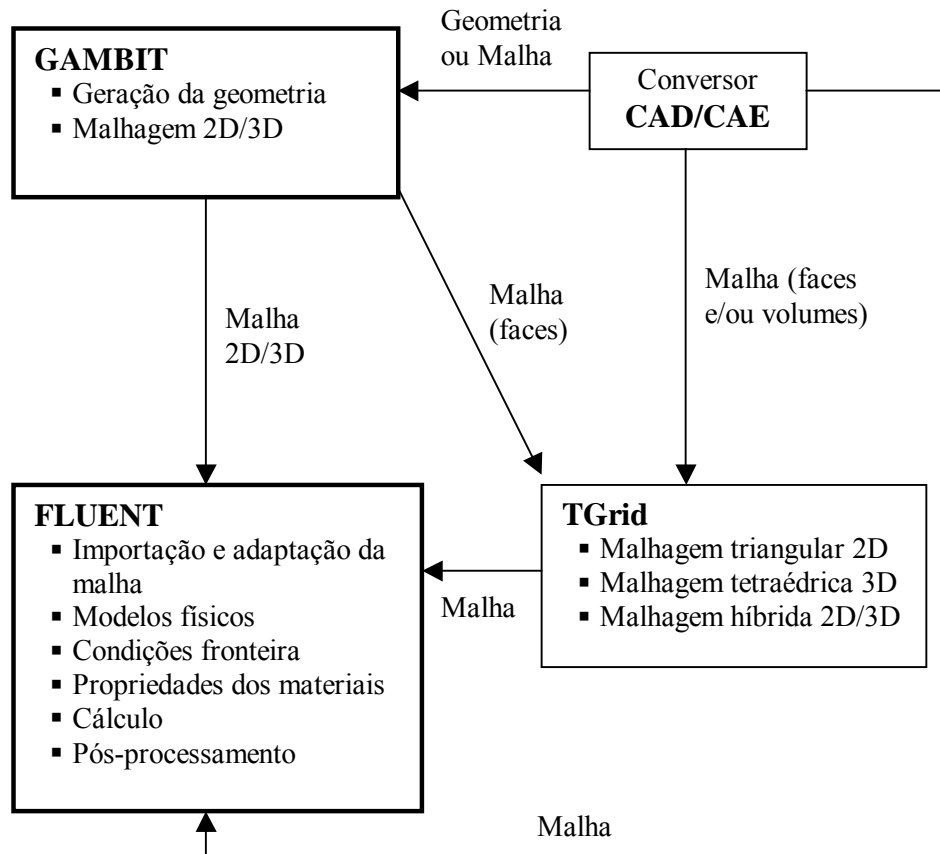 Geometria
ou Malha
GAMBIT
▪ Geração da geometria
▪ Malhagem 2D/3D
Conversor
CAD/CAE
Malha
2D/3D
Malha
(faces)
Malha (faces
e/ou volumes)
FLUENT
▪ Importação e adaptação da
malha
▪ Modelos físicos
▪ Condições fronteira
▪ Propriedades dos materiais
▪ Cálculo
▪ Pós-processamento
Malha
TGrid
▪ Malhagem triangular 2D
▪ Malhagem tetraédrica 3D
▪ Malhagem híbrida 2D/3D
Malha